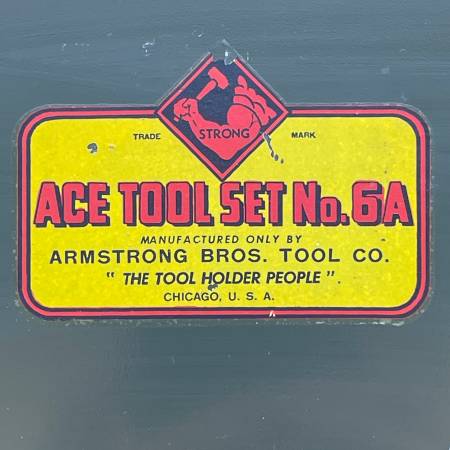 STRONG
TRADE MARK
ACE TOOL SET No. 6A
MANUFACTURED ONLY BY
ARMSTRONG BROS. TOOL CO.
" THE TOOL HOLDER PEOPLE ".
CHICAGO, U. S. A.